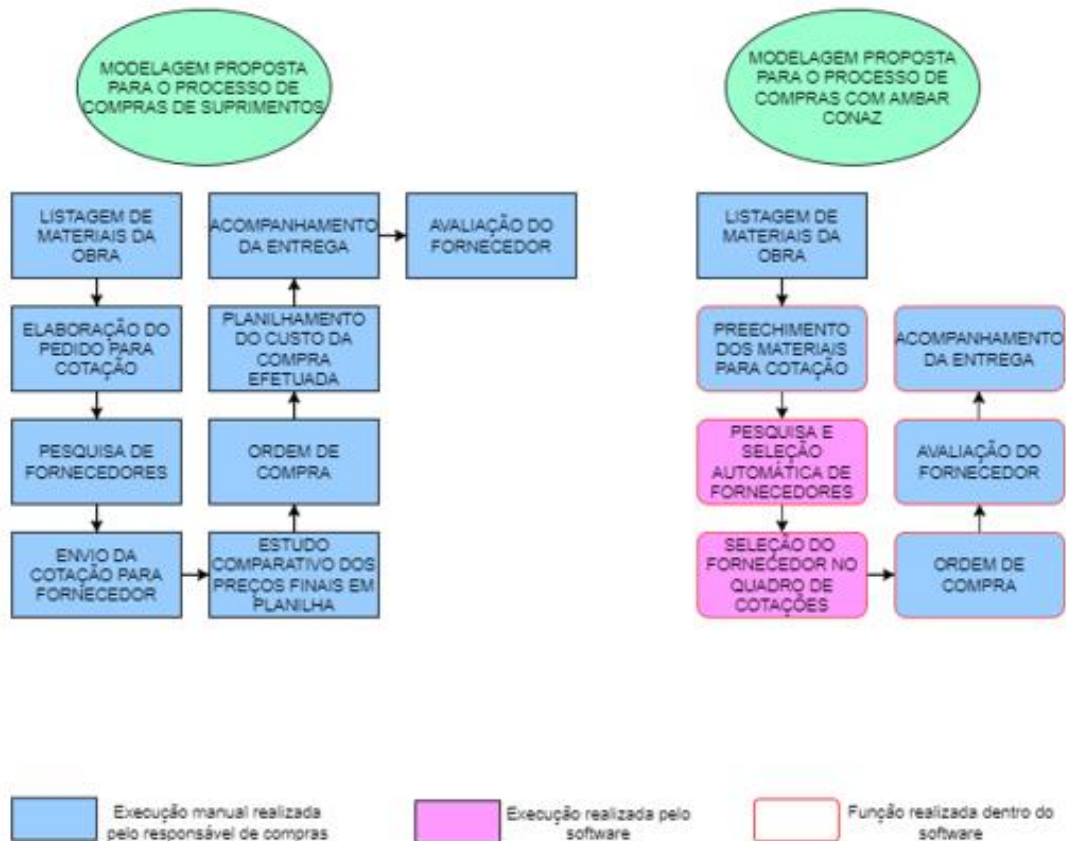 MODELAGEM PROPOSTA
PARA O PROCESSO DE
COMPRAS DE SUPRIMENTOS
LISTAGEM DE
MATERIAIS DA
OBRA
ELABORAÇÃO DO
PEDIDO PARA
COTAÇÃO
PESQUISA DE
FORNECEDORES
ENVIO DA
COTAÇÃO PARA
FORNECEDOR
ESTUDO
COMPARATIVO DOS
PREÇOS FINAIS EM
PLANILHA
ORDEM DE
COMPRA
PLANILHAMENTO
DO CUSTO DA
COMPRA
EFETUADA
ACOMPANHAMENTO
DA ENTREGA
AVALIAÇÃO DO
FORNECEDOR
MODELAGEM PROPOSTA
PARA O PROCESSO DE
COMPRAS COM AMBAR
CONAZ
LISTAGEM DE
MATERIAIS DA
OBRA
PREECHIMENTO
DOS MATERIAIS
PARA COTAÇÃO
PESQUISA E
SELEÇÃO
AUTOMÁTICA DE
FORNECEDORES
SELEÇÃO DO
FORNECEDOR NO
QUADRO DE
COTAÇÕES
ORDEM DE
COMPRA
AVALIAÇÃO DO
FORNECEDOR
ACOMPANHAMENTO
DA ENTREGA
Execução manual realizada
pelo responsável de compras
Execução realizada pelo
software
Função realizada dentro do
software